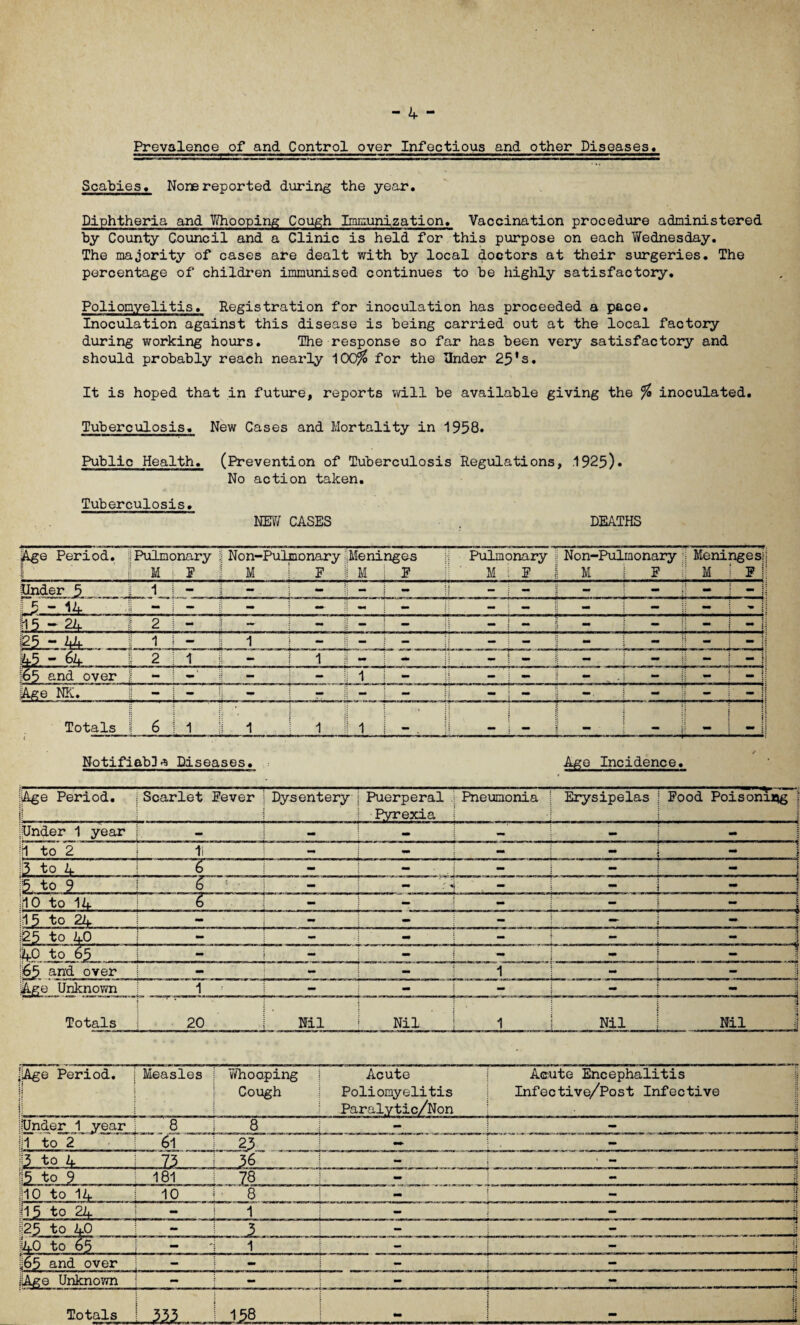 - 4 -
Prevalence of and Control over Infectious and other Diseases.
Scabies. None reported during the year.
Diphtheria and Whooping Cough Immunization. Vaccination procedure administered
by County Council and a Clinic is held for this purpose on each Wednesday.
The majority of cases are dealt with by local doctors at their surgeries. The
percentage of children immunised continues to be highly satisfactory.
Poliomyelitis. Registration for inoculation has proceeded a pace.
Inoculation against this disease is being carried out at the local factory
during working hours. The response so far has been very satisfactory and
should probably reach nearly 100% for the Under 25's.
It is hoped that in future, reports will be available giving the % inoculated.
Tuberculosis. New Cases and Mortality in 1958.
Public Health. (Prevention of Tuberculosis Regulations, 1925).
No action taken.
Tuberculosis.
NEW CASES DEATHS
Age Period. Pulmonary Non-Pulmonary Meninges Pulmonary Non-Pulmonary Meninges
M F M F M F M F M F M F
Under 5 1 - - - - - - - - - - -
5 - 14 - - - - - - - - - - - -
15 - 24 2 - - - - - - - - - - -
25 - 44 1 - 1 - - - - - - - - -
45 - 64 2 1 - 1 - - - - - - - -
65 and over - - - - 1 - - - - - - -
Age NK. - - - - - - - - - - - -
Totals 6 1 1 1 1 - - - - - - -
Notifiable Diseases. Age Incidence.
Age Period. Scarlet Fever Dysentery Puerperal Pneumonia Erysipelas Food Poisoning
Pyrexia
Under 1 year - - - - - -
1 to 2 1 - - - - -
3 to 4 6 - - - - -
5 to 9 6 - - - - -
10 to 14 6 - - - - -
15 to 24 - - - - - -
25 to 40 - - - - - -
40 to 65 - - - - - -
65 and over - - - 1 - -
Age Unknown 1 - - - - -
Totals 20 Nil Nil 1 Nil Nil
Age Period. Measles Whooping Acute Acute Encephalitis
Cough Poliomyelitis Infective/Post Infective
Paralytic/Non
Under 1 year 8 8 - -
1 to 2 61 23 - -
3 to 4 73 36 - -
5 to 9 181 78 - -
10 to 14 10 8 - -
15 to 24 - 1 - -
25 to 40 - 3 - -
40 to 65 - 1 - -
65 and over - - - -
Age Unknown - - - -
Totals 333 158 - -